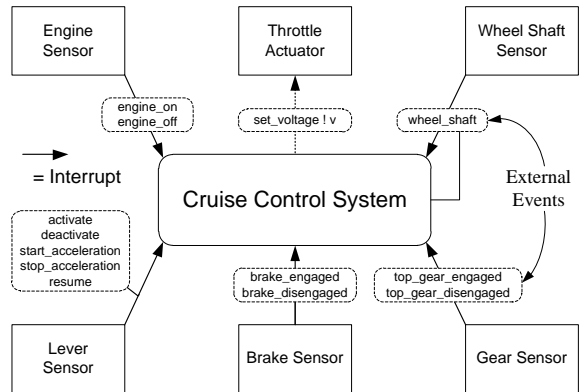 Engine
Sensor
Throttle
Actuator
Wheel Shaft
Sensor
engine_on
engine_off
set_voltage ! v
wheel_shaft
= Interrupt
Cruise Control System
External
Events
activate
deactivate
start_acceleration
stop_acceleration
resume
brake_engaged
brake_disengaged
top_gear_engaged
top_gear_disengaged
Lever
Sensor
Brake Sensor
Gear Sensor